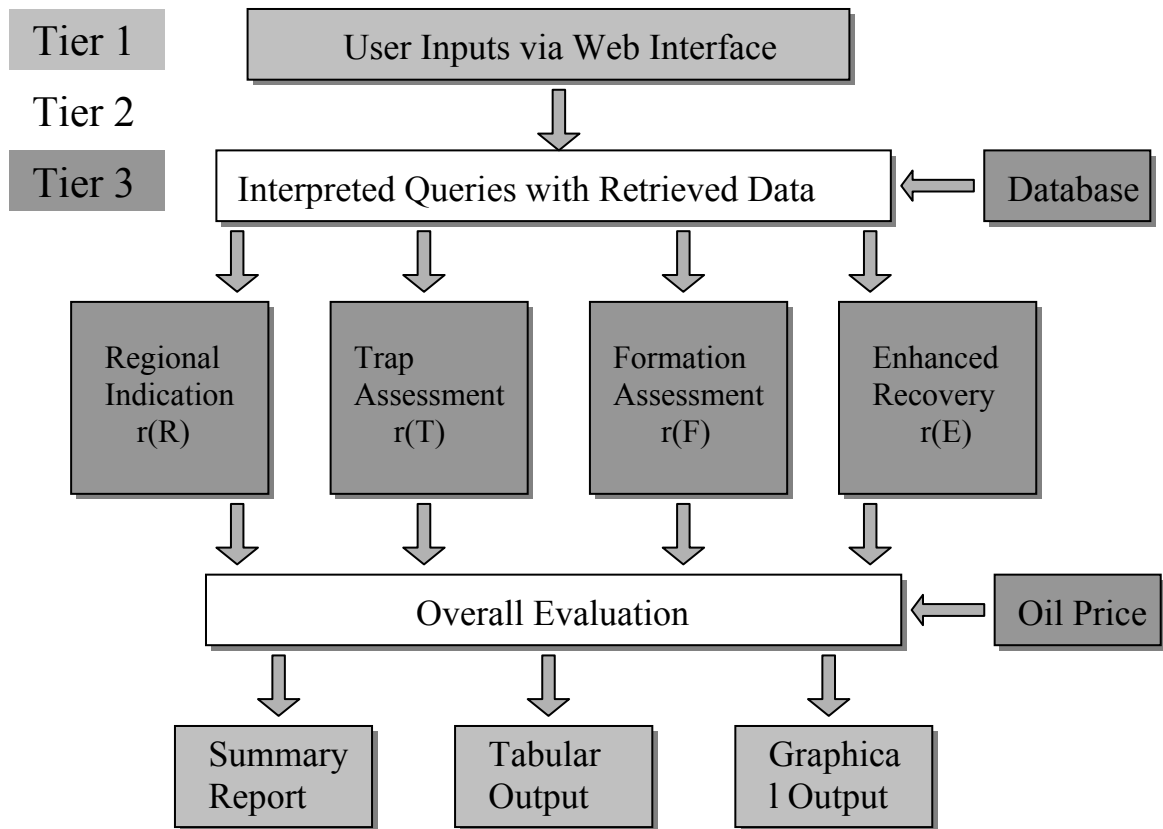 Tier 1
User Inputs via Web Interface
Tier 2
Tier 3
Interpreted Queries with Retrieved Data
Database
Regional
Indication
r(R)
Trap
Assessment
r(T)
Formation
Assessment
r(F)
Enhanced
Recovery
r(E)
Overall Evaluation
Oil Price
Summary
Report
Tabular
Output
Graphica
l Output